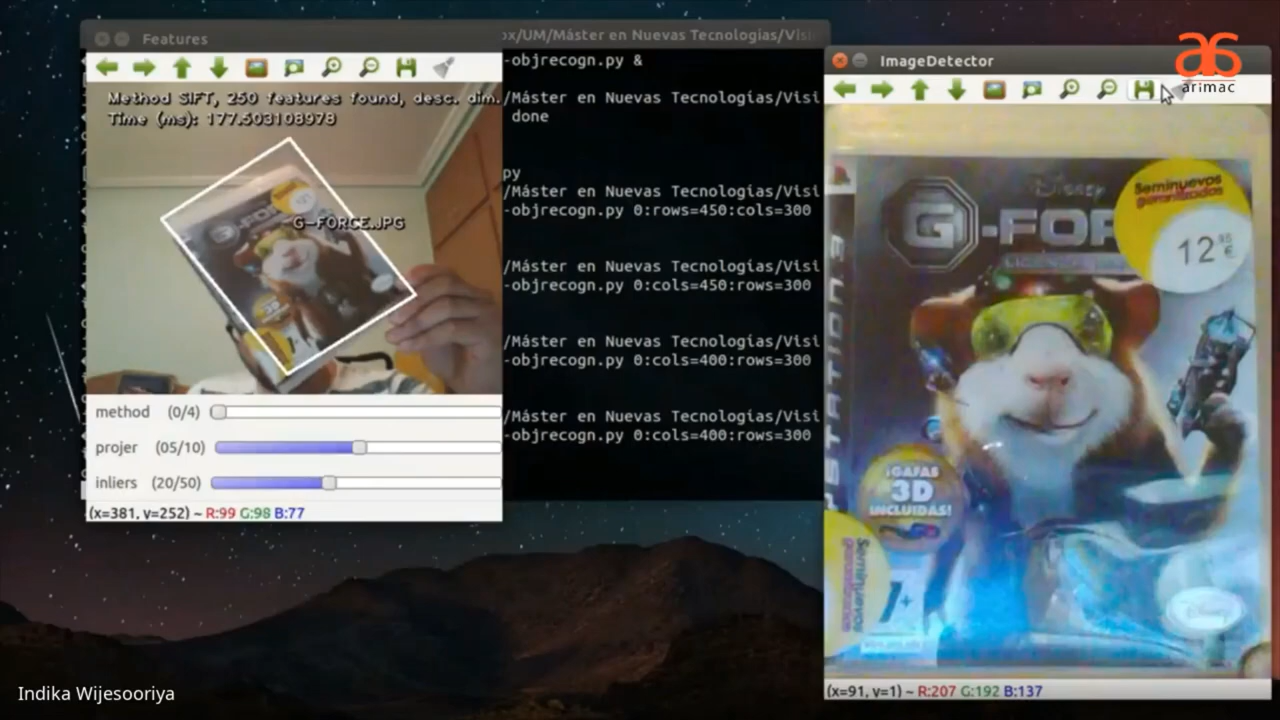 Features
ox/UM/Máster en Nuevas Tecnologías/Visi
Method SIFT, 250 features found, desc. dim.
Time (ms): 177.503108978
G-FORCE.JPG
method (0/4)
projer (05/10)
inliers (20/50)
(x=381, y=252) ~ R:99 G:98 B:77
-objrecogn.py &
/Máster en Nuevas Tecnologías/Visi
done
py
/Máster en Nuevas Tecnologías/Visi
-objrecogn.py 0:rows=450:cols=300
/Máster en Nuevas Tecnologías/Visi
-objrecogn.py 0:cols=450:rows=300
/Máster en Nuevas Tecnologías/Visi
-objrecogn.py 0:cols=400:rows=300
/Máster en Nuevas Tecnologías/Visi
-objrecogn.py 0:cols=400:rows=300
ImageDetector
arimac
Disney
G-FOR
Seminuevos
garantizados
12,95 €
¡GAFAS
3D
INCLUIDAS!
Seminuevos
garantizados
Disney
(x=91, y=1) ~ R:207 G:192 B:137
Indika Wijesooriya